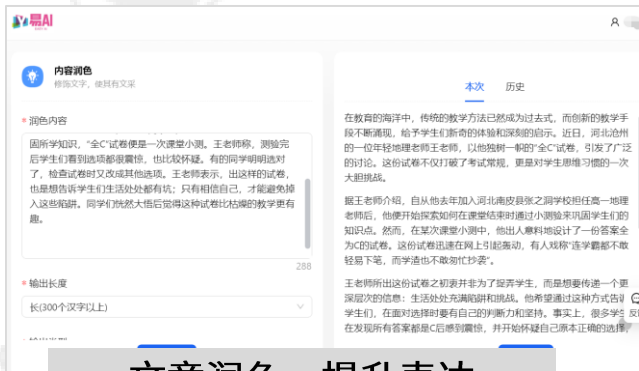 易AI
内容润色
修饰文字，使其有文采
* 润色内容
固所学知识，“全C”试卷便是一次课堂小测。王老师称，测验完
后学生们看到选项都很震惊，也比较怀疑。有的同学明明选对
了，检查试卷时又改成其他选项。王老师表示，出这样的试卷，
也是想告诉学生们生活处处都有坑；只有相信自己，才能避免掉
入这些陷阱。同学们恍然大悟后觉得这种试卷比枯燥的教学更有
趣。
288
* 输出长度
长(300个汉字以上)
本次 历史
在教育的海洋中，传统的教学方法已然成为过去式，而创新的教学手
段不断涌现，给予学生们新奇的体验和深刻的启示。近日，河北沧州
的一位年轻地理老师王老师，以他独树一帜的“全C”试卷，引发了广泛
的讨论。这份试卷不仅打破了考试常规，更是对学生思维习惯的一次
大胆挑战。
据王老师介绍，自从他去年加入河北南皮县张之洞学校担任高一地理
老师后，他便开始探索如何在课堂结束时通过小测验来巩固学生们的
知识点。然而，在某次课堂小测中，他出人意料地设计了一份答案全
为C的试卷。这份试卷迅速在网上引起轰动，有人戏称“连学霸都不敢
轻易下笔，而学渣也不敢匆忙抄袭”。
王老师所出这份试卷之初衷并非为了捉弄学生，而是想要传递一个更
深层次的信息：生活处处充满陷阱和挑战。他希望通过这种方式告
学生们，在面对选择时要有自己的判断力和坚持。事实上，很多学
在发现所有答案都是C后感到震惊，并开始怀疑自己原本正确的选择
文章润色 提升表达